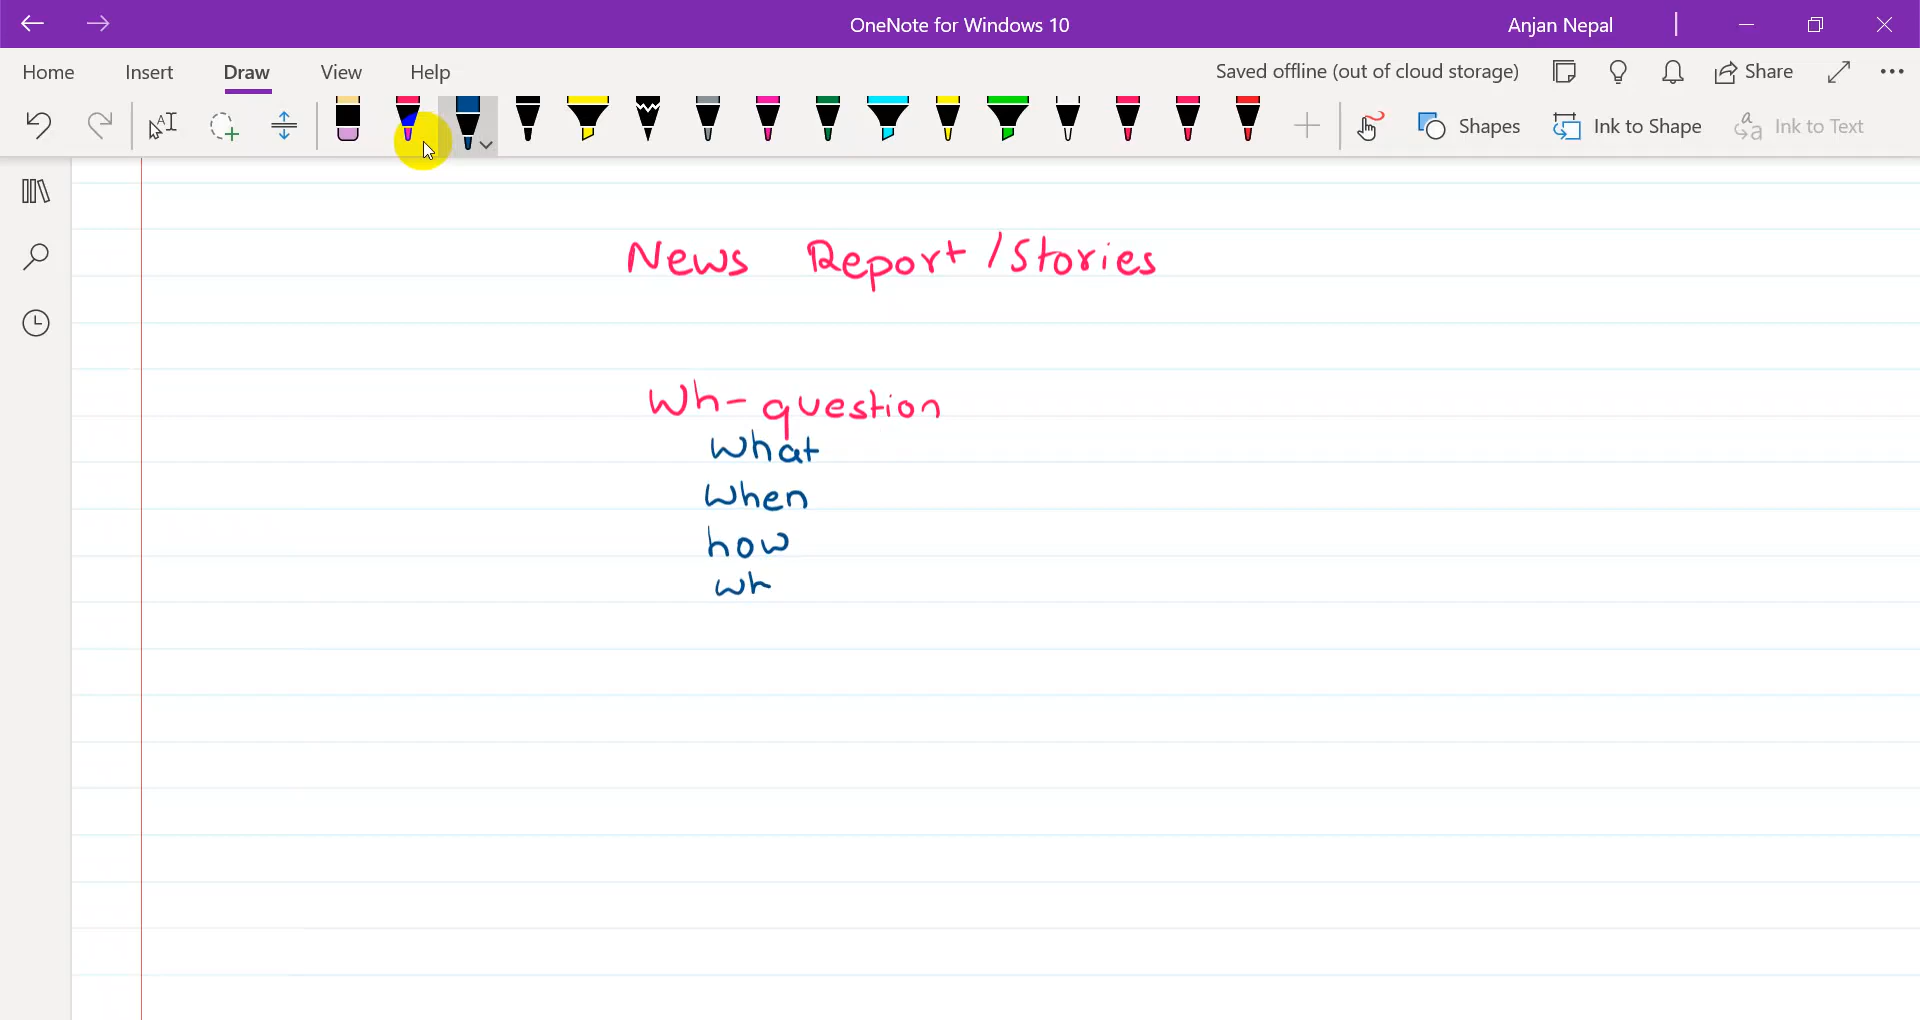 OneNote for Windows 10
Anjan Nepal
Home Insert Draw View Help
Saved offline (out of cloud storage)
Share
Shapes
Ink to Shape
Ink to Text
News Report / Stories
Wh- question
What
When
how
wh